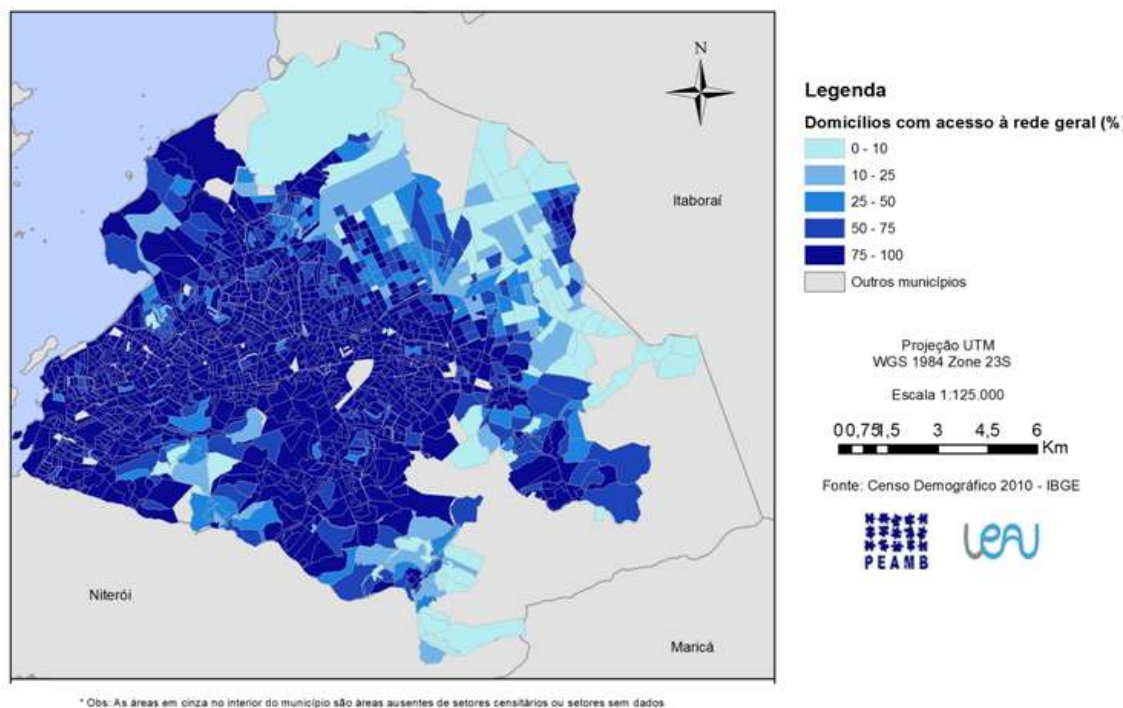 N
Itaboraí
Niterói
Maricá
Legenda
Domicílios com acesso à rede geral (%)
0 - 10
10 - 25
25 - 50
50 - 75
75 - 100
Outros municípios
Projeção UTM
WGS 1984 Zone 23S
Escala 1:125.000
0 0,75 1,5 3 4,5 6
Km
Fonte: Censo Demográfico 2010 - IBGE
PEAMB
* Obs: As áreas em cinza no interior do município são áreas ausentes de setores censitários ou setores sem dados